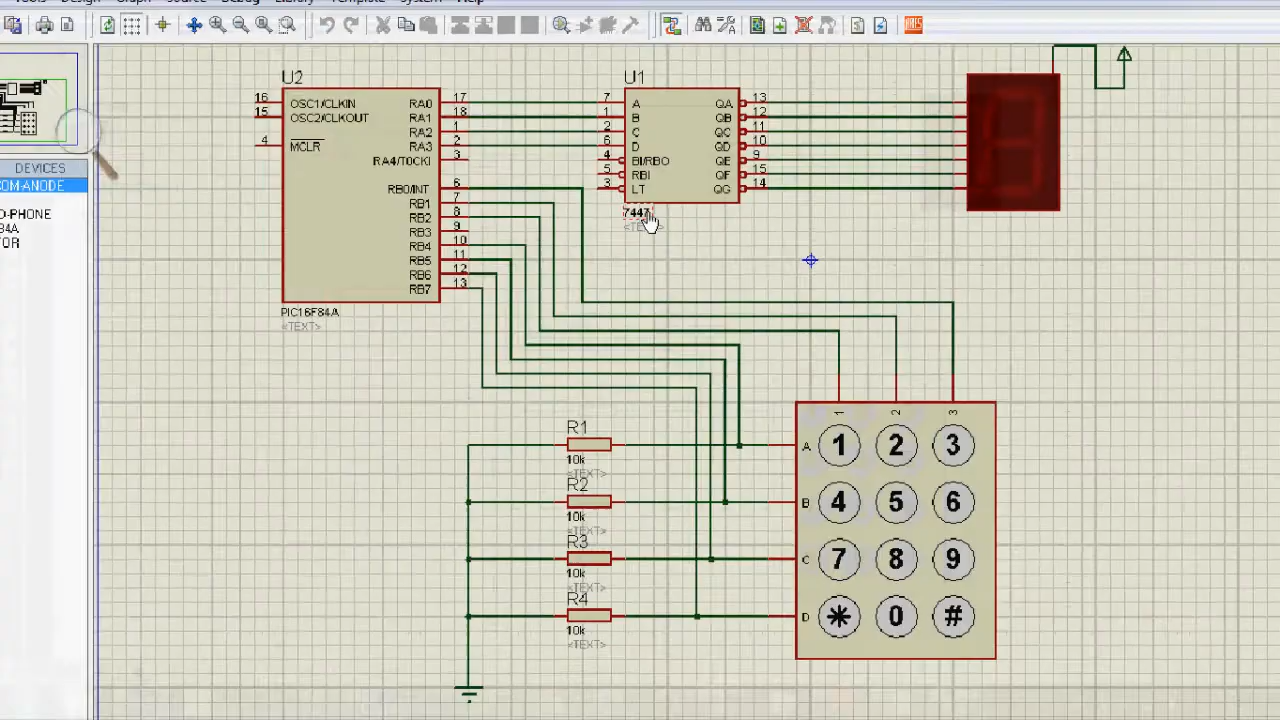 Tools Design Graph Source Debug Library Template System Help
ARES
DEVICES
COM-ANODE
D-PHONE
84A
TOR
U2
16 OSC1/CLKIN RA0 17
15 OSC2/CLKOUT RA1 18
RA2 1
4 MCLR RA3 2
RA4/T0CKI 3
RB0/INT 6
RB1 7
RB2 8
RB3 9
RB4 10
RB5 11
RB6 12
RB7 13
PIC16F84A
<TEXT>
U1
7 A QA 13
1 B QB 12
2 C QC 11
6 D QD 10
4 BI/RBO QE 9
5 RBI QF 15
3 LT QG 14
7447
R1
10k
<TEXT>
R2
10k
<TEXT>
R3
10k
<TEXT>
R4
10k
<TEXT>
1 2 3
A 1 2 3
B 4 5 6
C 7 8 9
D * 0 #